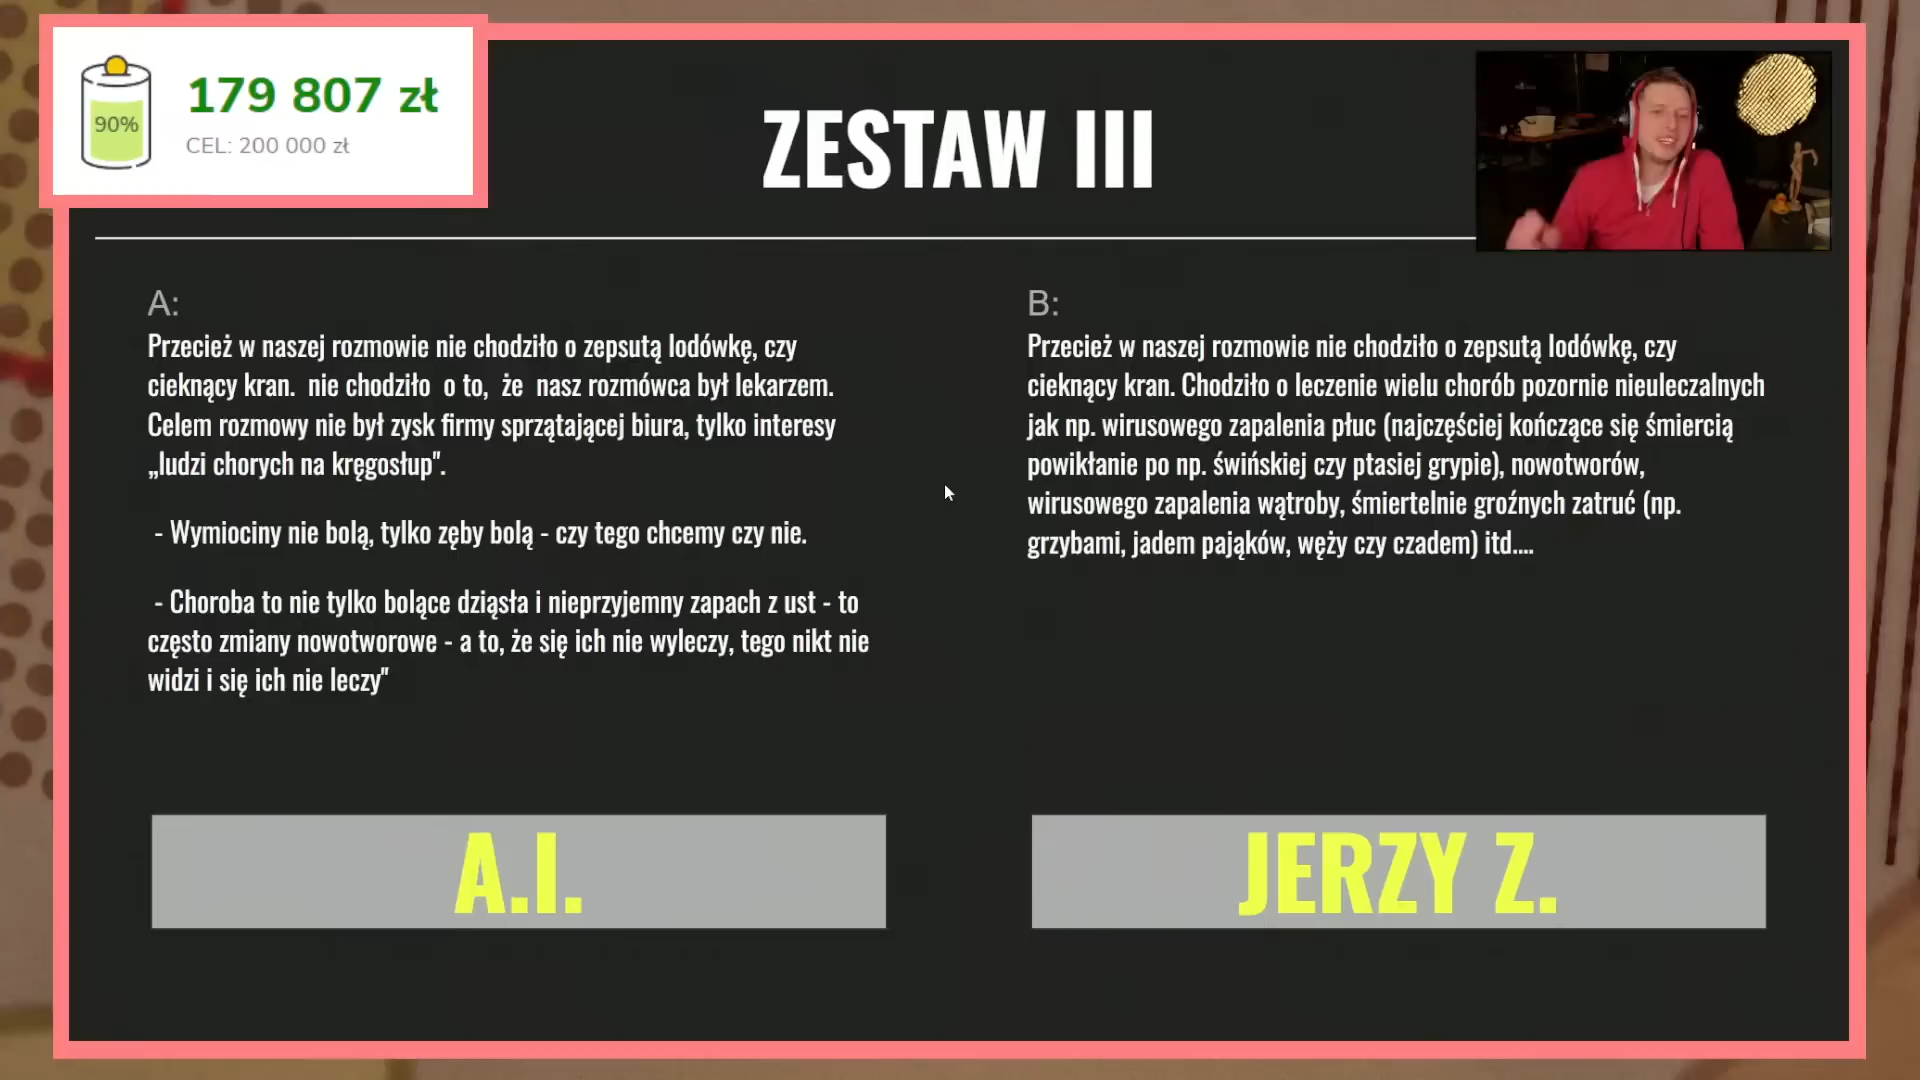 90%
179 807 zł
CEL: 200 000 zł
ZESTAW III
A:
Przecież w naszej rozmowie nie chodziło o zepsutą lodówkę, czy
cieknący kran.  nie chodziło  o to,  że  nasz rozmówca był lekarzem.
Celem rozmowy nie był zysk firmy sprzątającej biura, tylko interesy
„ludzi chorych na kręgosłup".
- Wymiociny nie bolą, tylko zęby bolą - czy tego chcemy czy nie.
- Choroba to nie tylko bolące dziąsła i nieprzyjemny zapach z ust - to
często zmiany nowotworowe - a to, że się ich nie wyleczy, tego nikt nie
widzi i się ich nie leczy"
A.I.
B:
Przecież w naszej rozmowie nie chodziło o zepsutą lodówkę, czy
cieknący kran. Chodziło o leczenie wielu chorób pozornie nieuleczalnych
jak np. wirusowego zapalenia płuc (najczęściej kończące się śmiercią
powikłanie po np. świńskiej czy ptasiej grypie), nowotworów,
wirusowego zapalenia wątroby, śmiertelnie groźnych zatruć (np.
grzybami, jadem pająków, węży czy czadem) itd....
JERZY Z.